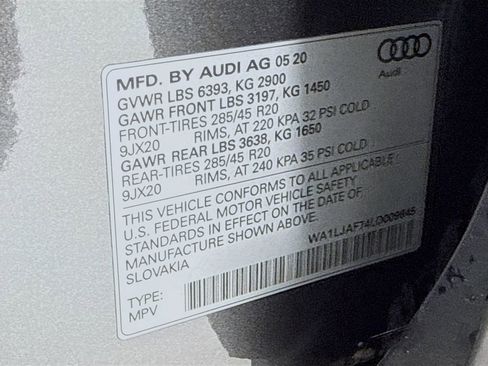 MFD. BY AUDI AG 05 20
GVWR LBS 6393, KG 2900
GAWR FRONT LBS 3197, KG 1450
FRONT-TIRES 285/45 R20
9JX20 RIMS, AT 220 KPA 32 PSI COLD
GAWR REAR LBS 3638, KG 1650
REAR-TIRES 285/45 R20
9JX20 RIMS, AT 240 KPA 35 PSI COLD
THIS VEHICLE CONFORMS TO ALL APPLICABLE
U.S. FEDERAL MOTOR VEHICLE SAFETY
STANDARDS IN EFFECT ON THE DATE OF
MANUFACTURE SHOWN ABOVE.
SLOVAKIA
TYPE:
MPV
Audi